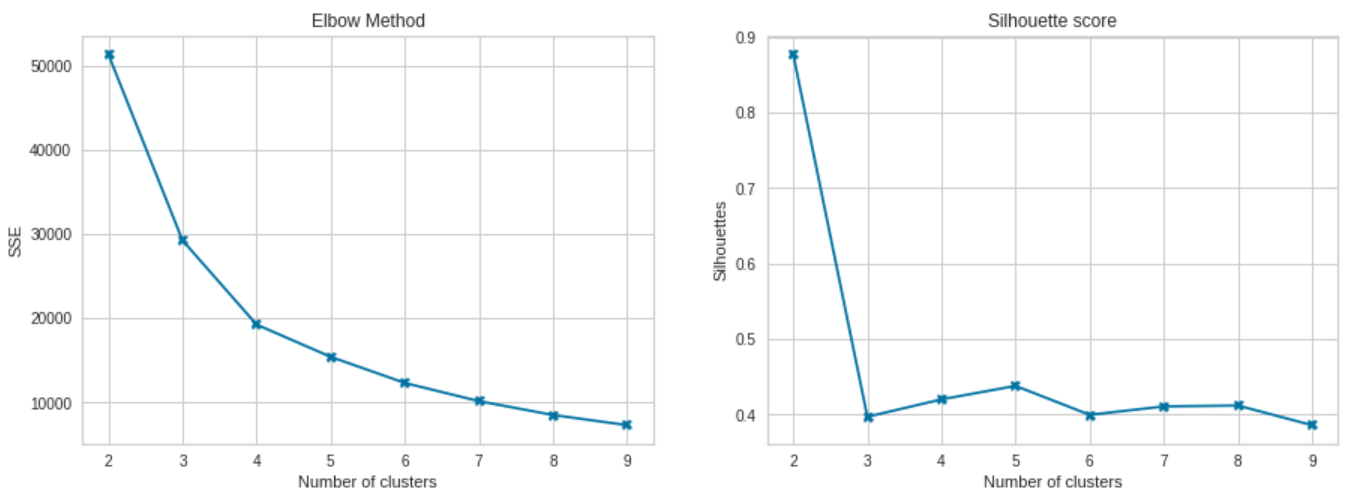 Elbow Method
SSE
50000
40000
30000
20000
10000
2 3 4 5 6 7 8 9
Number of clusters
Silhouette score
Silhouettes
0.9
0.8
0.7
0.6
0.5
0.4
2 3 4 5 6 7 8 9
Number of clusters